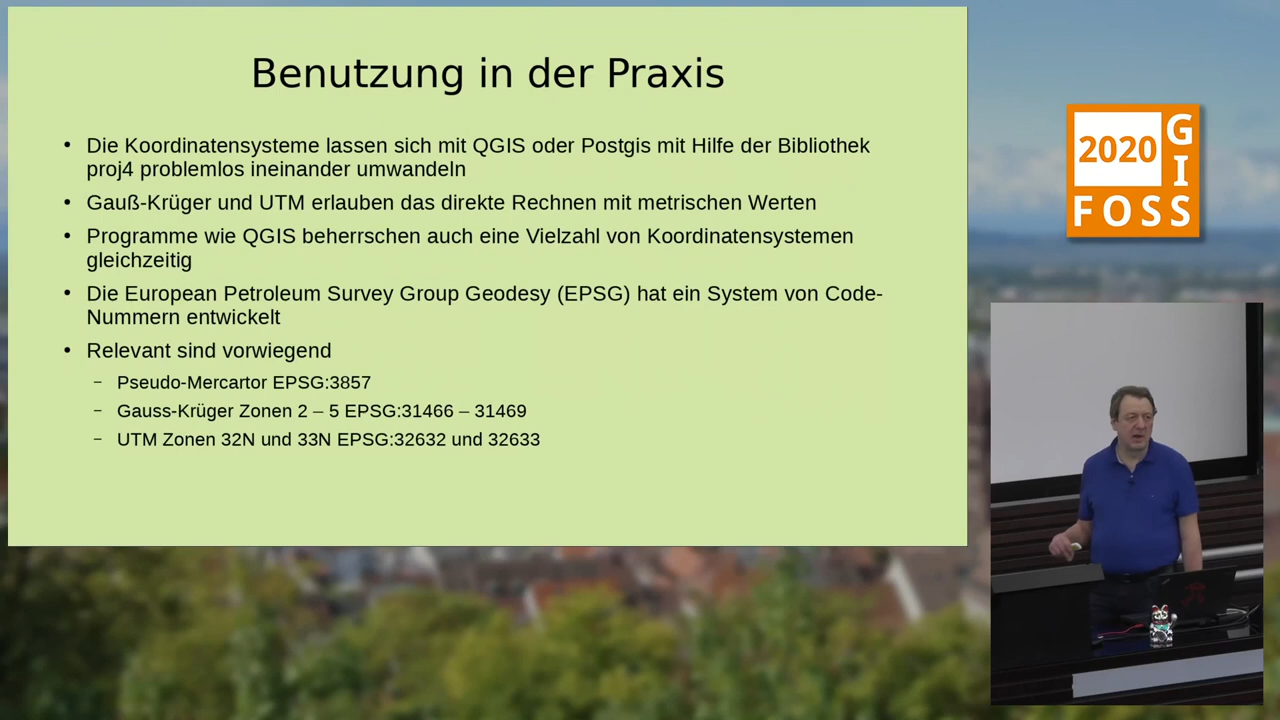 Benutzung in der Praxis
• Die Koordinatensysteme lassen sich mit QGIS oder Postgis mit Hilfe der Bibliothek
proj4 problemlos ineinander umwandeln
• Gauß-Krüger und UTM erlauben das direkte Rechnen mit metrischen Werten
• Programme wie QGIS beherrschen auch eine Vielzahl von Koordinatensystemen
gleichzeitig
• Die European Petroleum Survey Group Geodesy (EPSG) hat ein System von Code-
Nummern entwickelt
• Relevant sind vorwiegend
– Pseudo-Mercartor EPSG:3857
– Gauss-Krüger Zonen 2 – 5 EPSG:31466 – 31469
– UTM Zonen 32N und 33N EPSG:32632 und 32633
2020
GIS
FOSS